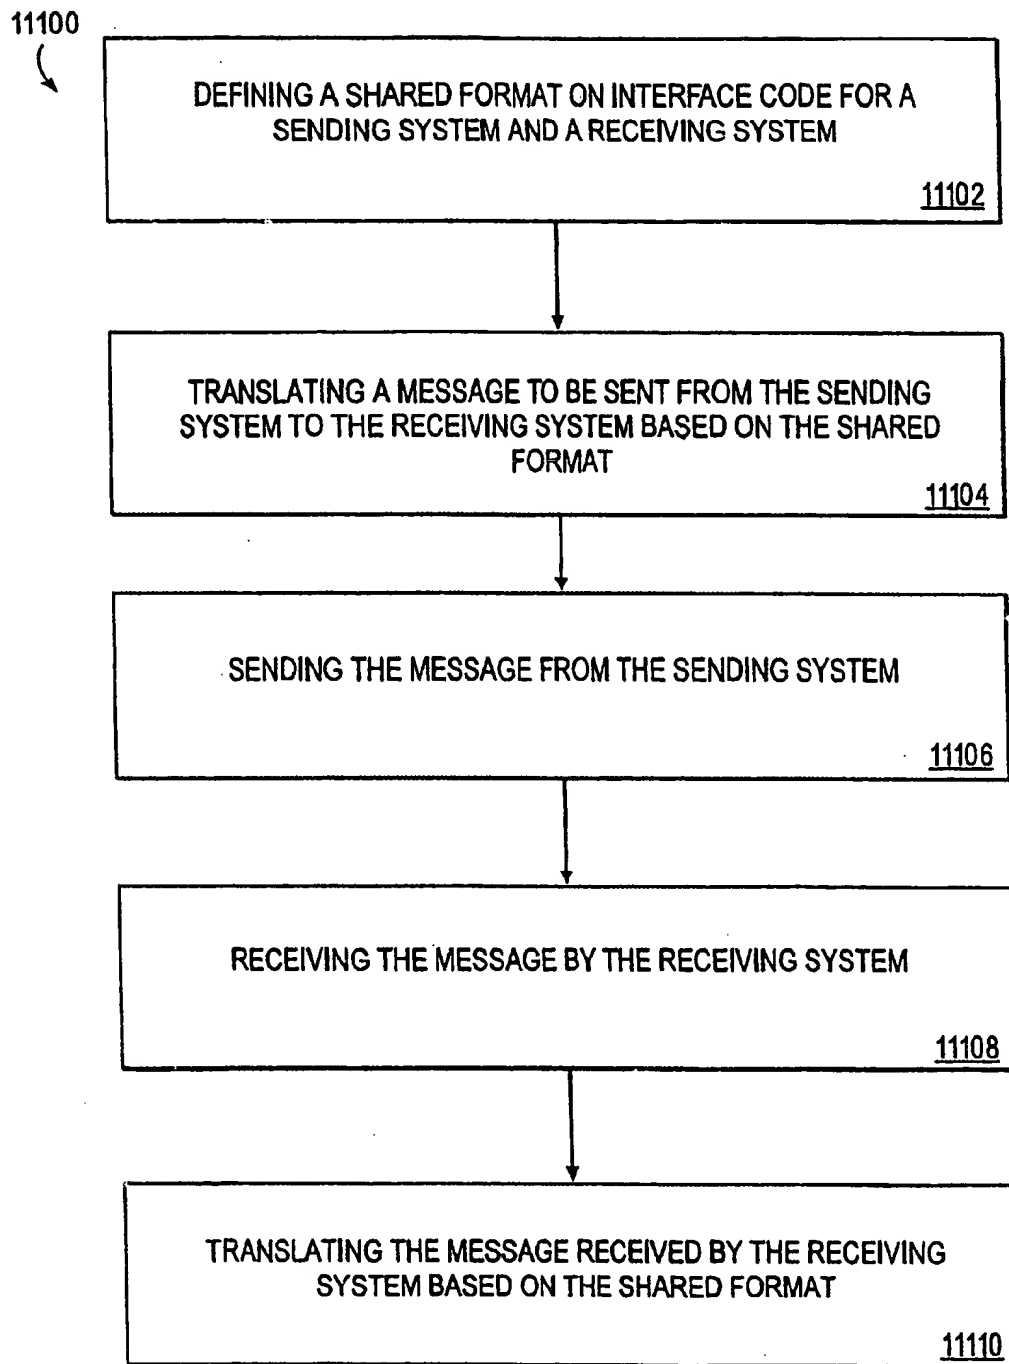 11100
DEFINING A SHARED FORMAT ON INTERFACE CODE FOR A
SENDING SYSTEM AND A RECEIVING SYSTEM
11102
TRANSLATING A MESSAGE TO BE SENT FROM THE SENDING
SYSTEM TO THE RECEIVING SYSTEM BASED ON THE SHARED
FORMAT
11104
SENDING THE MESSAGE FROM THE SENDING SYSTEM
11106
RECEIVING THE MESSAGE BY THE RECEIVING SYSTEM
11108
TRANSLATING THE MESSAGE RECEIVED BY THE RECEIVING
SYSTEM BASED ON THE SHARED FORMAT
11110